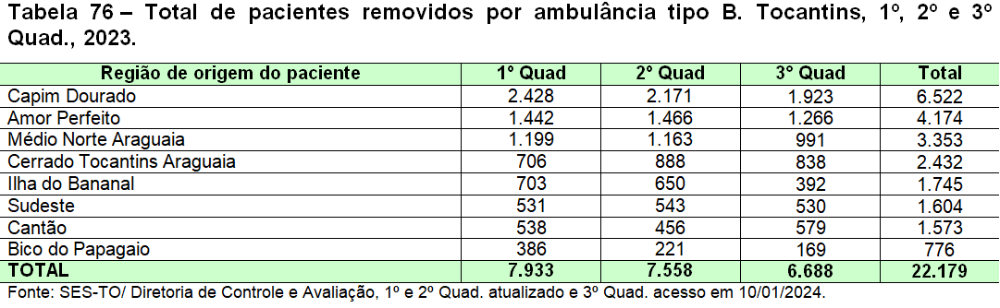 Tabela 76 – Total de pacientes removidos por ambulância tipo B. Tocantins, 1º, 2º e 3º
Quad., 2023.
Região de origem do paciente 1º Quad 2º Quad 3º Quad Total
Capim Dourado 2.428 2.171 1.923 6.522
Amor Perfeito 1.442 1.466 1.266 4.174
Médio Norte Araguaia 1.199 1.163 991 3.353
Cerrado Tocantins Araguaia 706 888 838 2.432
Ilha do Bananal 703 650 392 1.745
Sudeste 531 543 530 1.604
Cantão 538 456 579 1.573
Bico do Papagaio 386 221 169 776
TOTAL 7.933 7.558 6.688 22.179
Fonte: SES-TO/ Diretoria de Controle e Avaliação, 1º e 2º Quad. atualizado e 3º Quad. acesso em 10/01/2024.